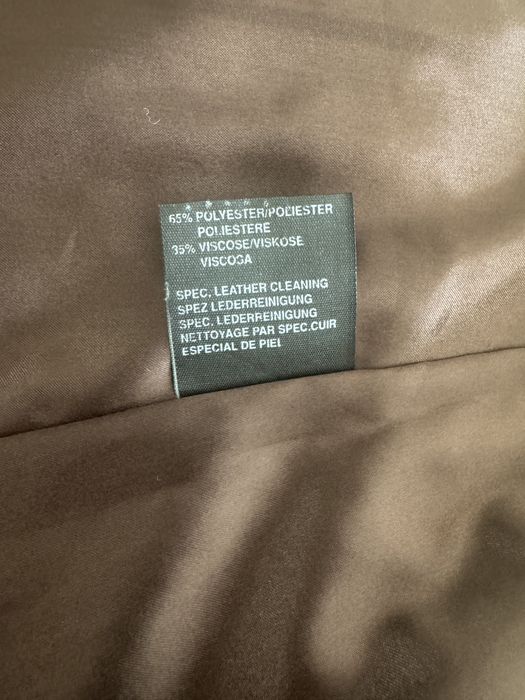 65% POLYESTER/POLIESTER
POLIESTERE
35% VISCOSE/VISKOSE
VISCOSA
SPEC. LEATHER CLEANING
SPEZ LEDERREINIGUNG
SPEC. LEDERREINIGUNG
NETTOYAGE PAR SPEC.CUIR
ESPECIAL DE PIEL